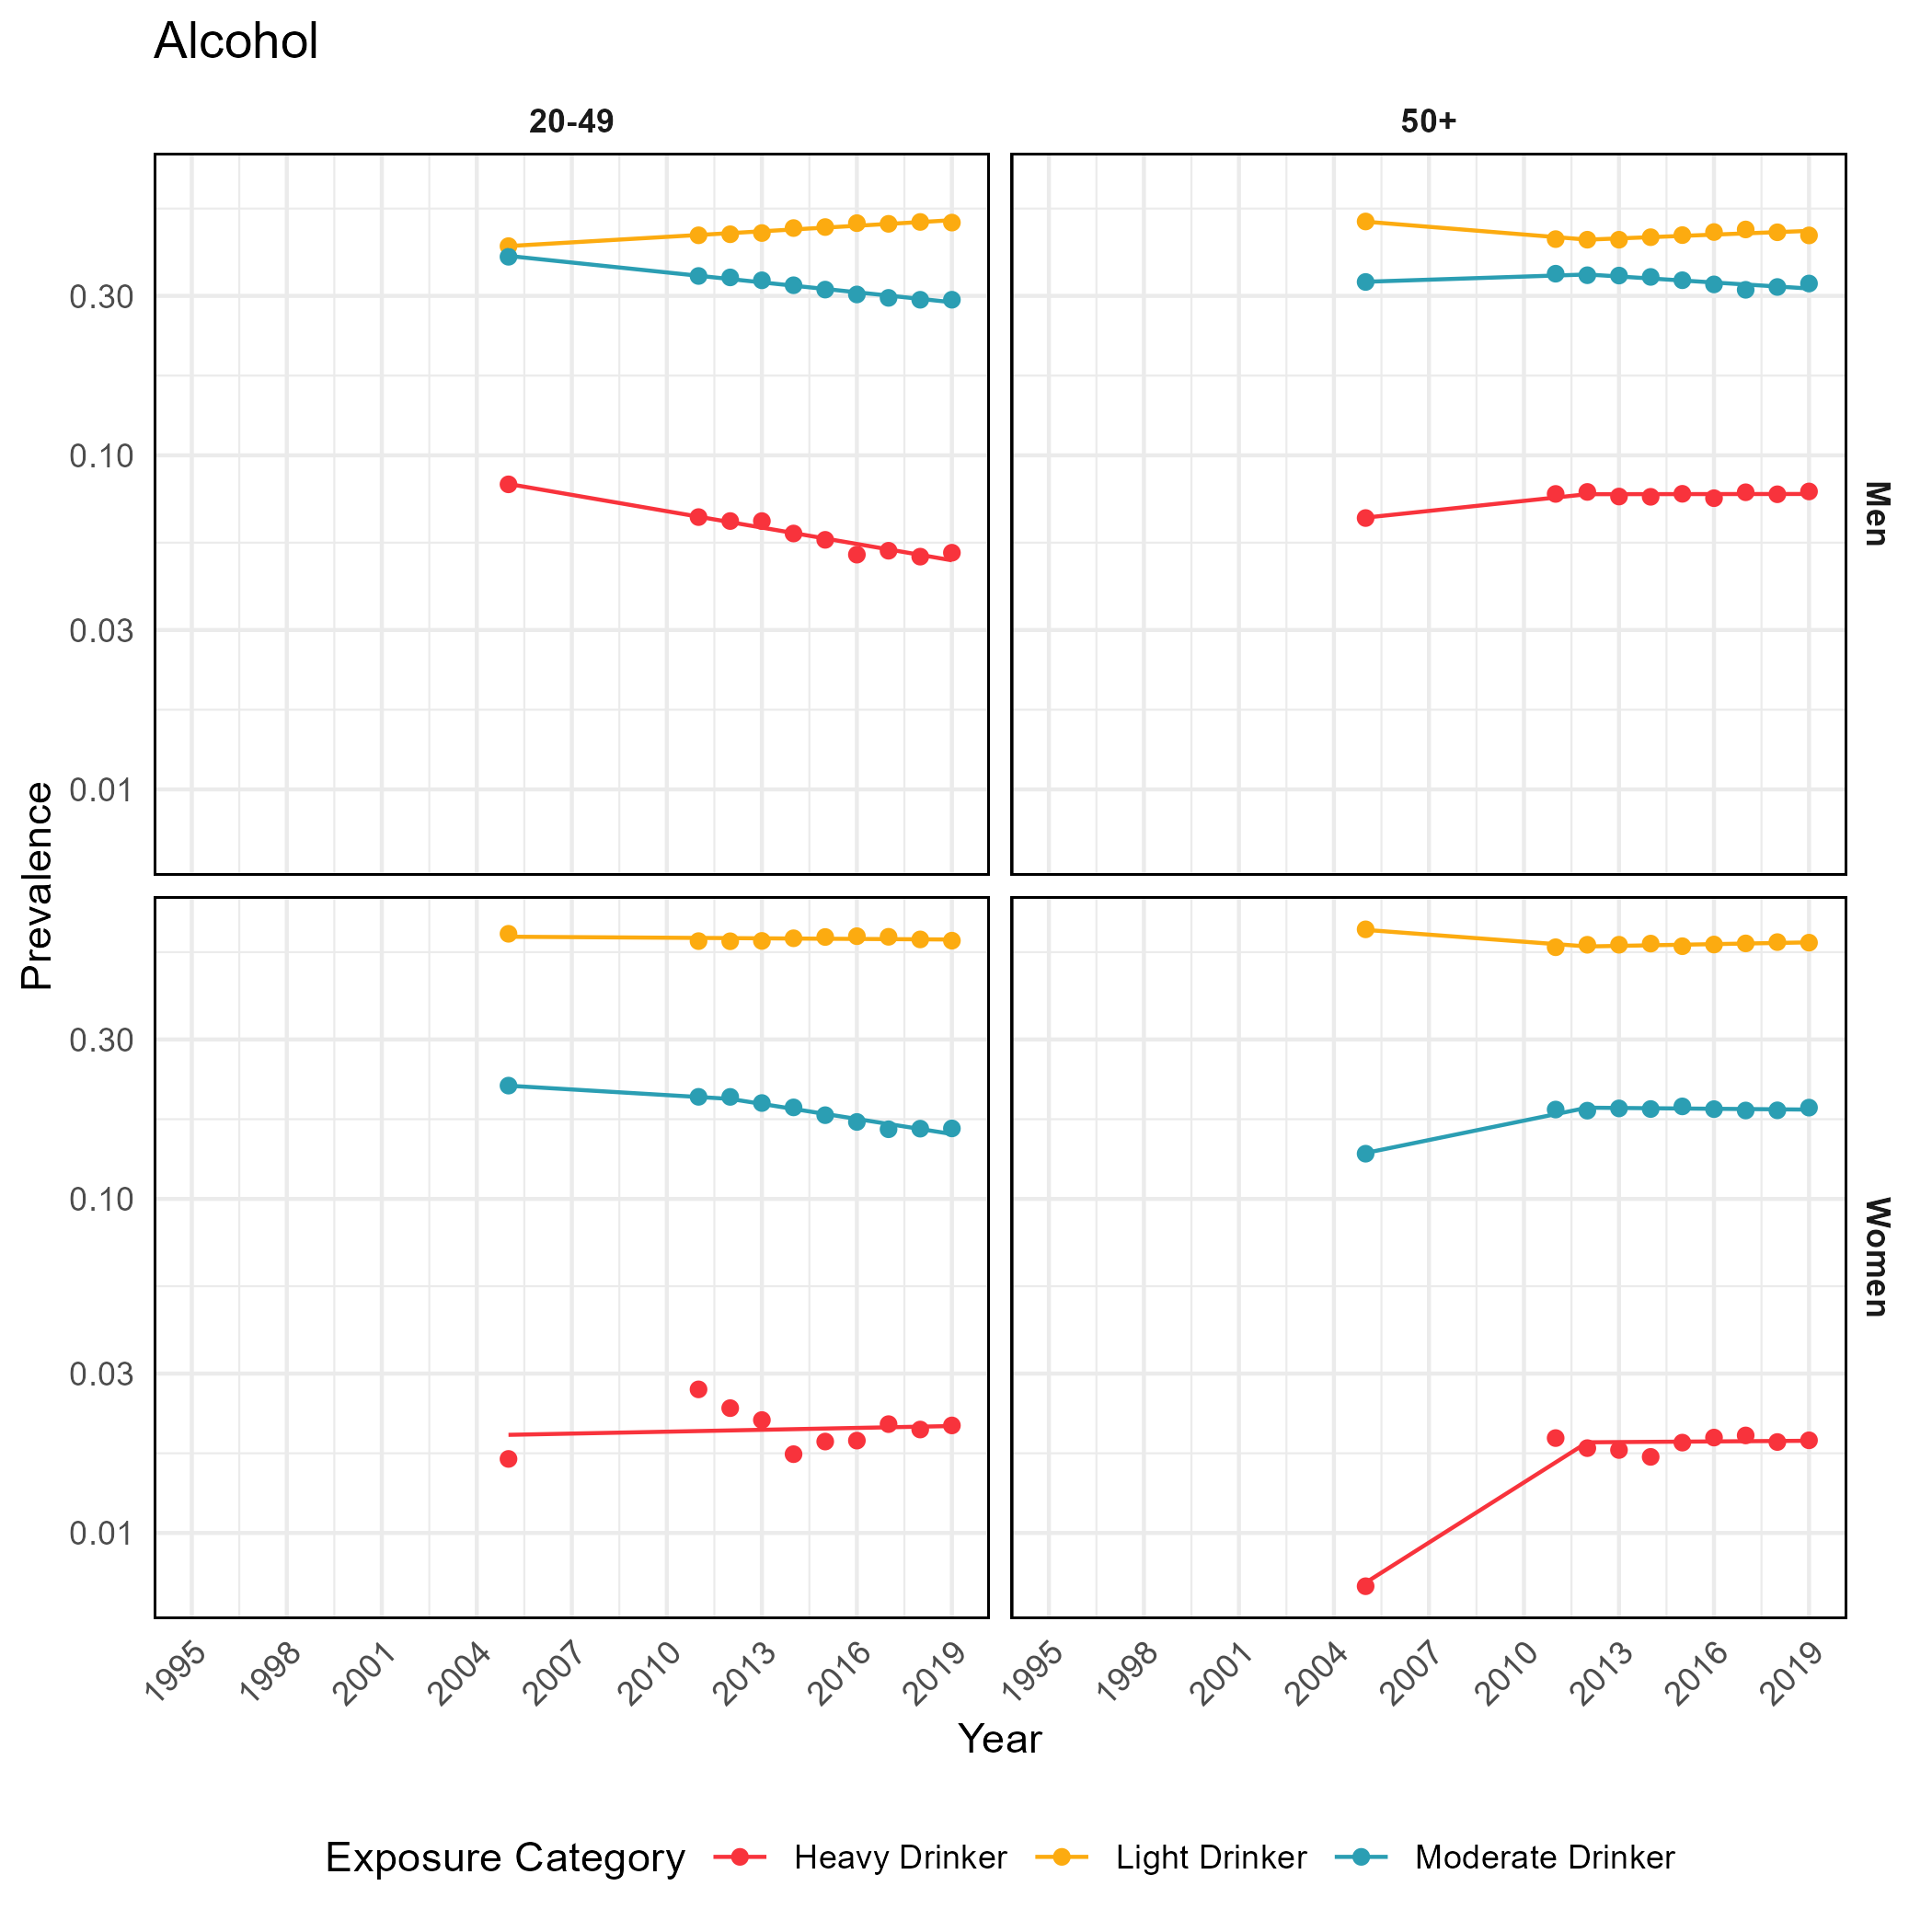 Alcohol
20-49 50+
0.30
0.10
0.03
0.01
Men
Prevalence
0.30
0.10
0.03
0.01
Women
1995 1998 2001 2004 2007 2010 2013 2016 2019 1995 1998 2001 2004 2007 2010 2013 2016 2019
Year
Exposure Category Heavy Drinker Light Drinker Moderate Drinker